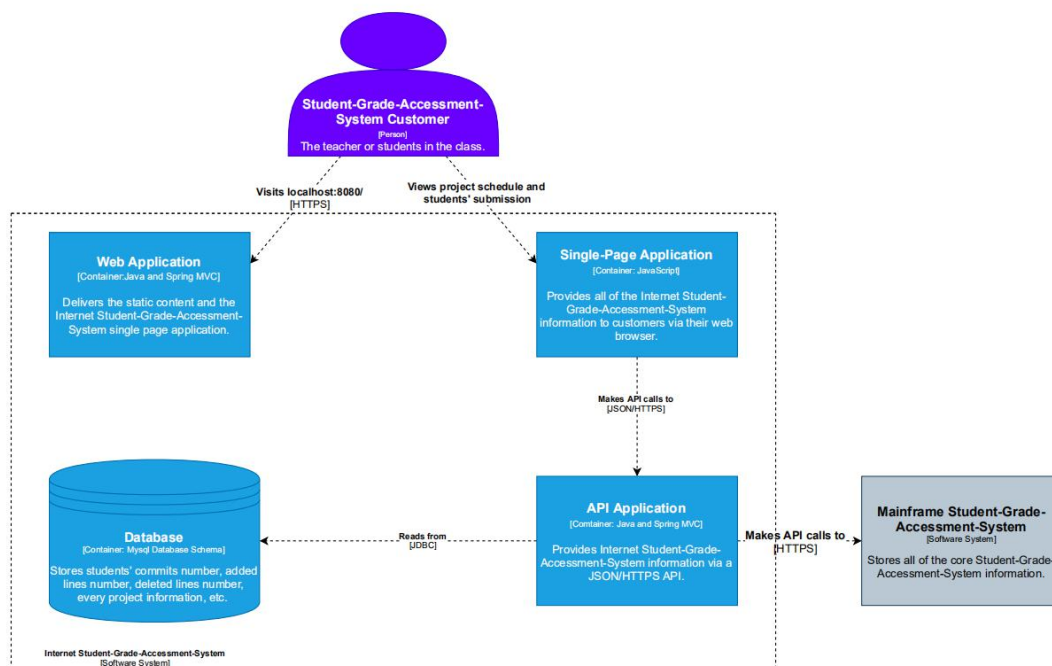 Student-Grade-Accessment-
System Customer
[Person]
The teacher or students in the class.
Visits localhost:8080/
[HTTPS]
Views project schedule and
students' submission
Web Application
[Container:Java and Spring MVC]
Delivers the static content and the
Internet Student-Grade-Accessment-
System single page application.
Single-Page Application
[Container: JavaScript]
Provides all of the Internet Student-
Grade-Accessment-System
information to customers via their web
browser.
Makes API calls to
[JSON/HTTPS]
Database
[Container: Mysql Database Schema]
Stores students' commits number, added
lines number, deleted lines number,
every project information, etc.
Reads from
[JDBC]
API Application
[Container: Java and Spring MVC]
Provides Internet Student-Grade-
Accessment-System information via a
JSON/HTTPS API.
Makes API calls to
[HTTPS]
Mainframe Student-Grade-
Accessment-System
[Software System]
Stores all of the core Student-Grade-
Accessment-System information.
Internet Student-Grade-Accessment-System
[Software System]